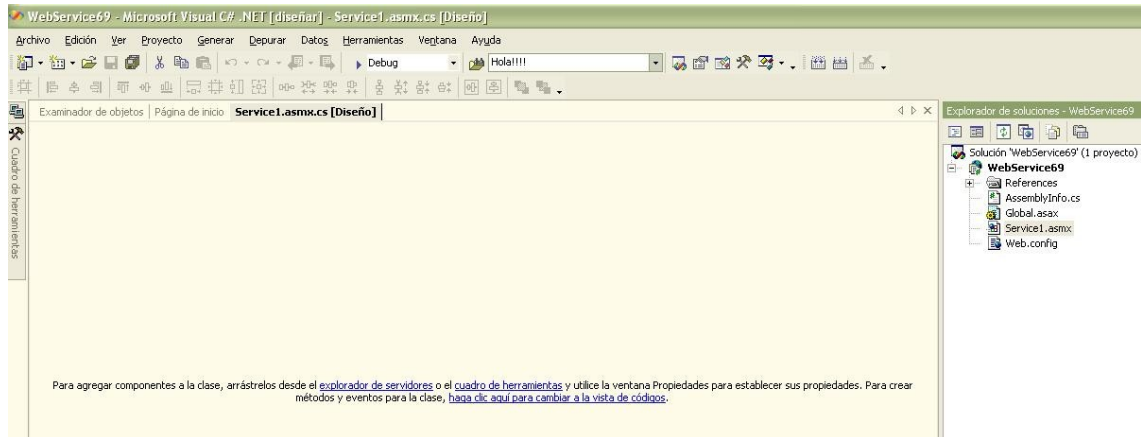 WebService69 - Microsoft Visual C# .NET [diseñar] - Service1.asmx.cs [Diseño]
Archivo Edición Ver Proyecto Generar Depurar Datos Herramientas Ventana Ayuda
Debug Hola!!!!
Examinador de objetos Página de inicio Service1.asmx.cs [Diseño]
Cuadro de herramientas
Para agregar componentes a la clase, arrástrelos desde el explorador de servidores o el cuadro de herramientas y utilice la ventana Propiedades para establecer sus propiedades. Para crear
métodos y eventos para la clase, haga clic aquí para cambiar a la vista de códigos.
Explorador de soluciones - WebService69
Solución 'WebService69' (1 proyecto)
WebService69
References
AssemblyInfo.cs
Global.asax
Service1.asmx
Web.config